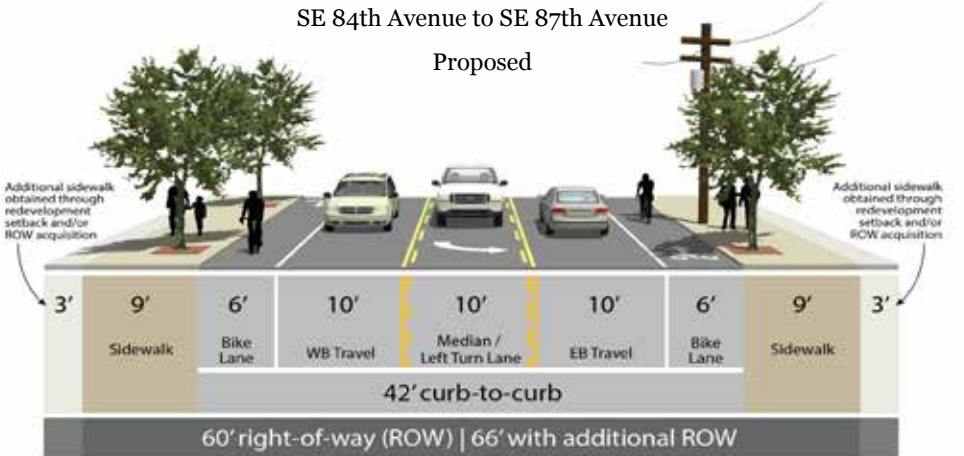 SE 84th Avenue to SE 87th Avenue
Proposed
Additional sidewalk
obtained through
redevelopment
setback and/or
ROW acquisition
Additional sidewalk
obtained through
redevelopment
setback and/or
ROW acquisition
3' 9' 6' 10' 10' 10' 6' 9' 3'
Sidewalk
Bike
Lane
WB Travel
Median /
Left Turn Lane
EB Travel
Bike
Lane
Sidewalk
42' curb-to-curb
60' right-of-way (ROW) | 66' with additional ROW